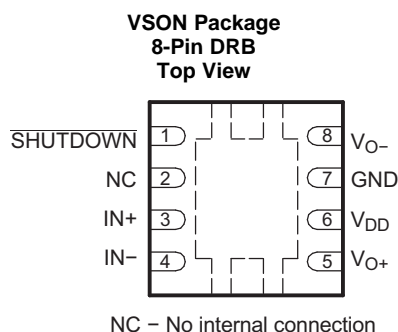 VSON Package
8-Pin DRB
Top View
SHUTDOWN 1 8 VO−
NC 2 7 GND
IN+ 3 6 VDD
IN− 4 5 VO+
NC − No internal connection